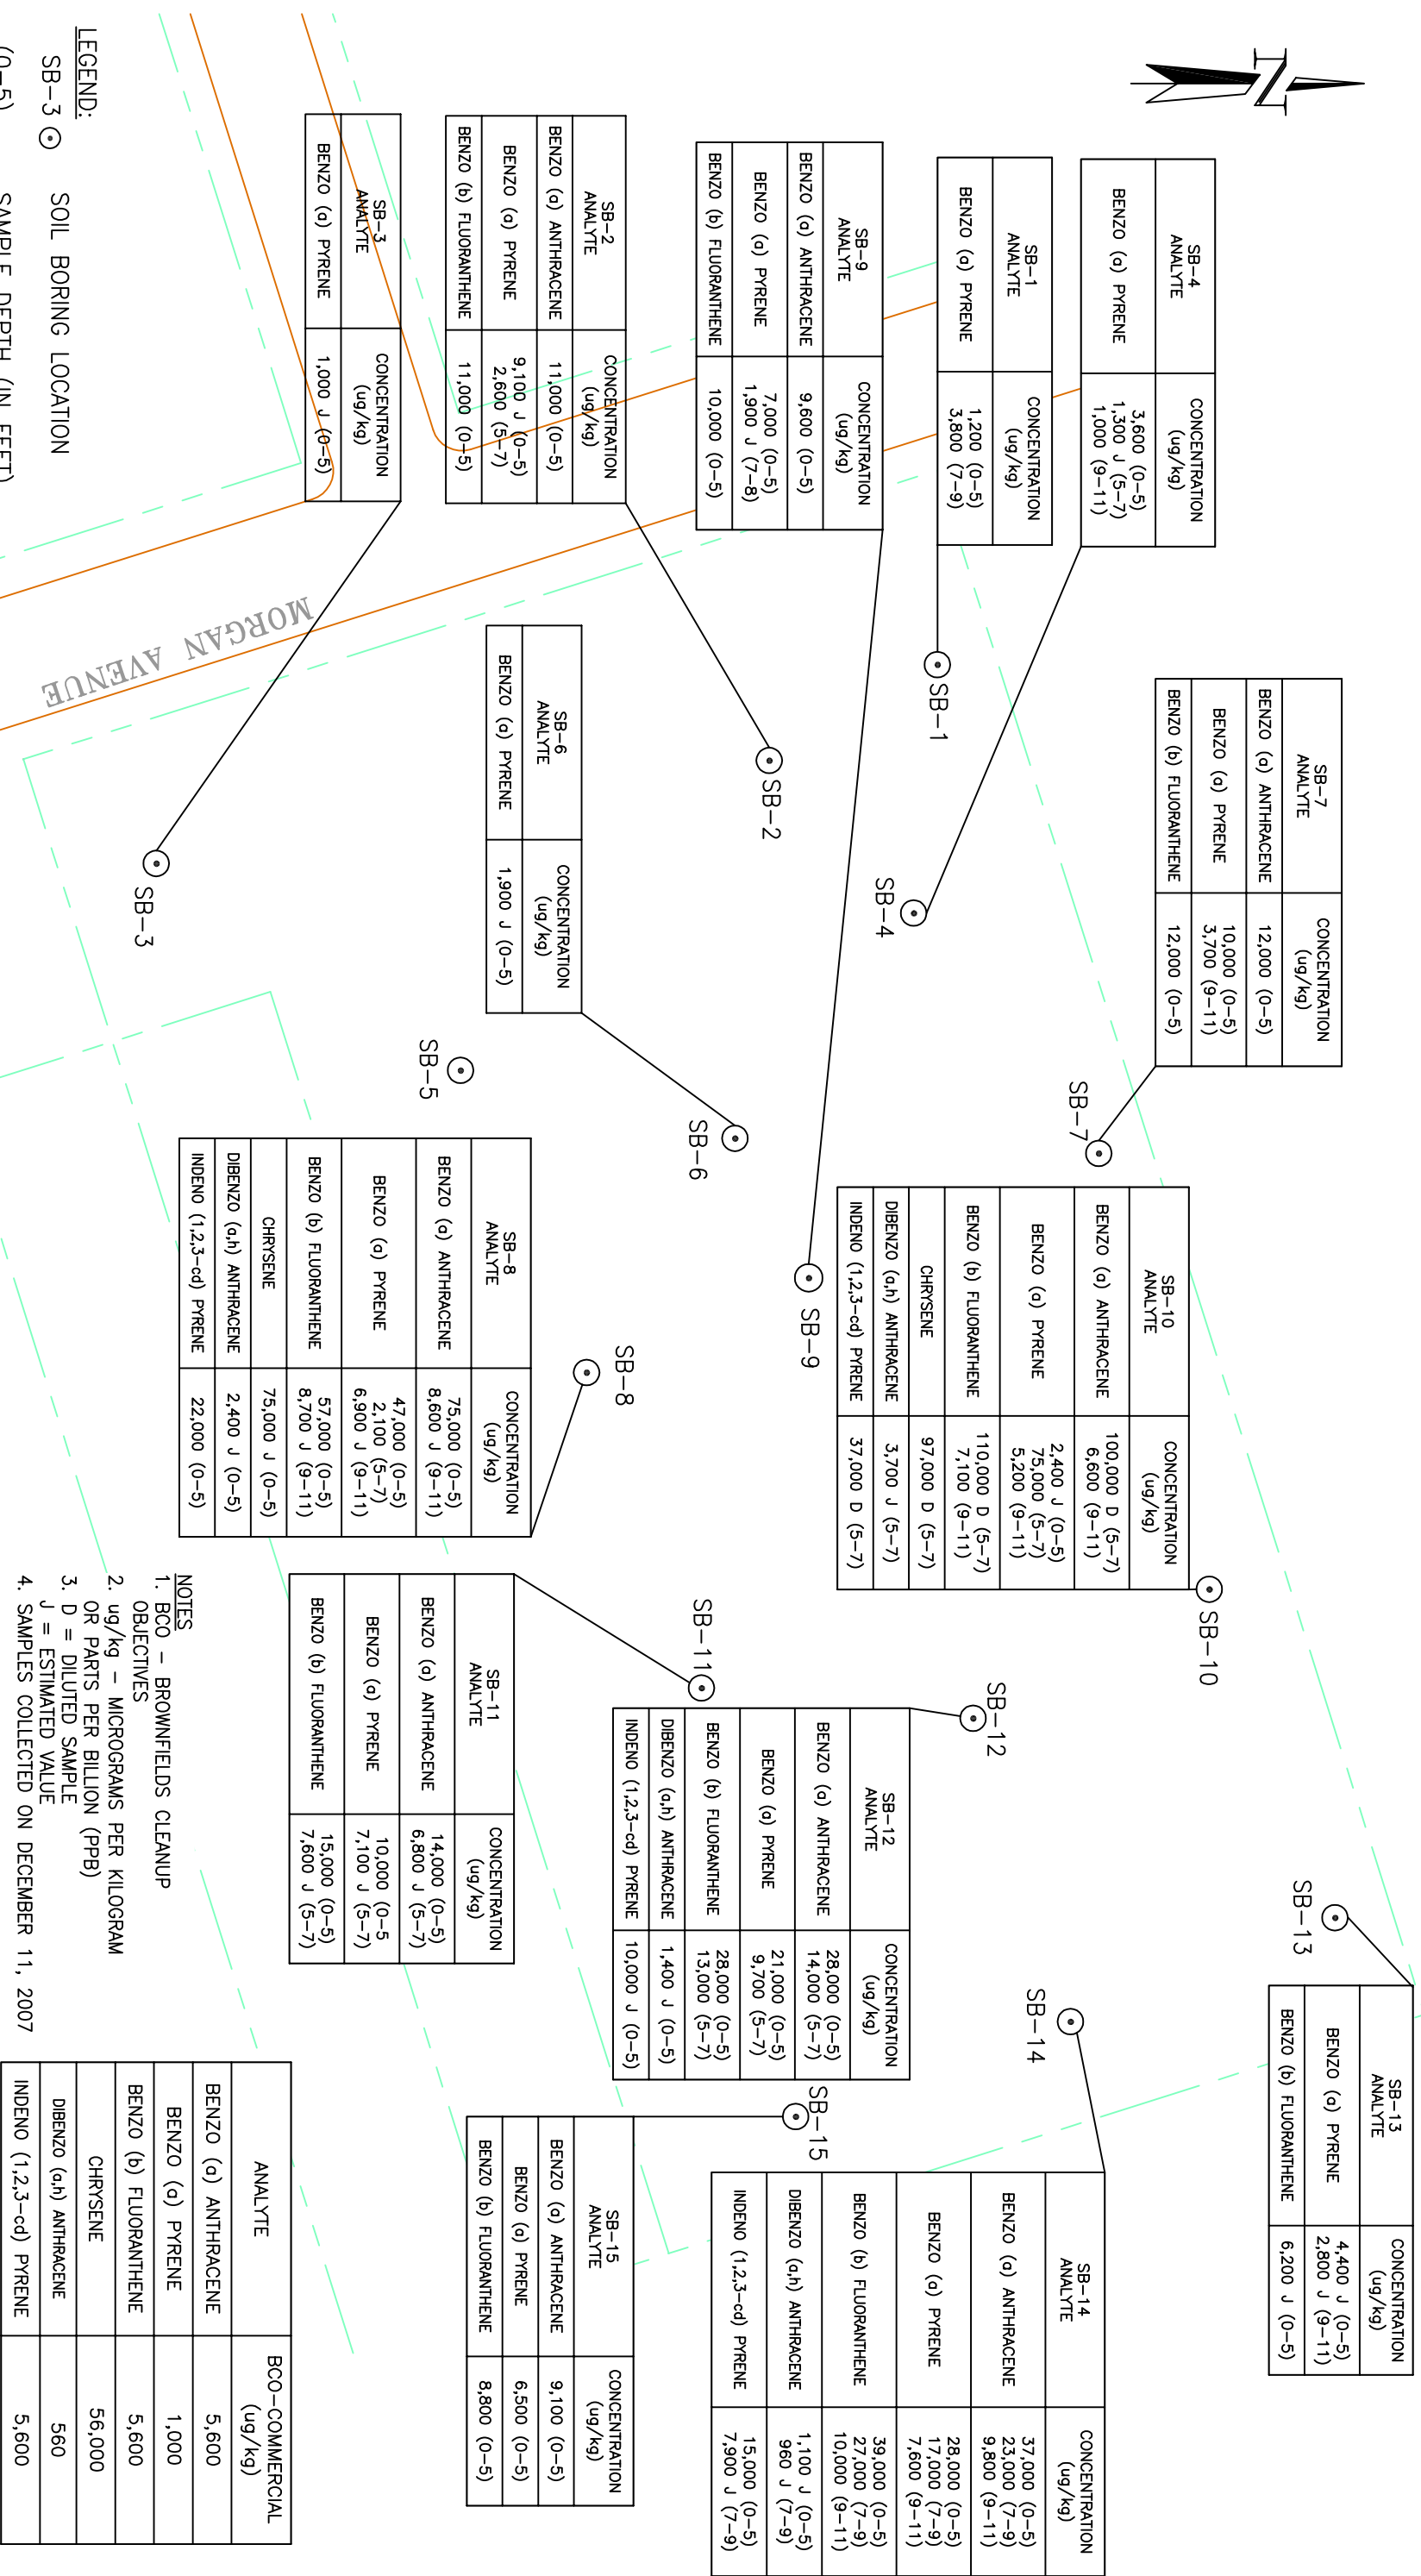 N
SB-4
ANALYTE
CONCENTRATION
(ug/kg)
BENZO (a) PYRENE
3,600 (0-5)
1,300 J (5-7)
1,000 (9-11)
SB-1
ANALYTE
CONCENTRATION
(ug/kg)
BENZO (a) PYRENE
1,200 (0-5)
3,800 (7-9)
SB-9
ANALYTE
CONCENTRATION
(ug/kg)
BENZO (a) ANTHRACENE
9,600 (0-5)
BENZO (a) PYRENE
7,000 (0-5)
1,900 J (7-8)
BENZO (b) FLUORANTHENE
10,000 (0-5)
SB-2
ANALYTE
CONCENTRATION
(ug/kg)
BENZO (a) ANTHRACENE
11,000 (0-5)
BENZO (a) PYRENE
9,100 J (0-5)
2,600 (5-7)
BENZO (b) FLUORANTHENE
11,000 (0-5)
SB-3
ANALYTE
CONCENTRATION
(ug/kg)
BENZO (a) PYRENE
1,000 J (0-5)
SB-7
ANALYTE
CONCENTRATION
(ug/kg)
BENZO (a) ANTHRACENE
12,000 (0-5)
BENZO (a) PYRENE
10,000 (0-5)
3,700 (9-11)
BENZO (b) FLUORANTHENE
12,000 (0-5)
SB-6
ANALYTE
CONCENTRATION
(ug/kg)
BENZO (a) PYRENE
1,900 J (0-5)
SB-1
SB-2
SB-3
SB-4
SB-5
SB-6
SB-7
SB-8
SB-9
SB-10
SB-11
SB-12
SB-13
SB-14
SB-15
MORGAN AVENUE
SB-10
ANALYTE
CONCENTRATION
(ug/kg)
BENZO (a) ANTHRACENE
100,000 D (5-7)
6,600 (9-11)
BENZO (a) PYRENE
2,400 J (0-5)
75,000 (5-7)
5,200 (9-11)
BENZO (b) FLUORANTHENE
110,000 D (5-7)
7,100 (9-11)
CHRYSENE
97,000 D (5-7)
DIBENZO (a,h) ANTHRACENE
3,700 J (5-7)
INDENO (1,2,3-cd) PYRENE
37,000 D (5-7)
SB-8
ANALYTE
CONCENTRATION
(ug/kg)
BENZO (a) ANTHRACENE
75,000 (0-5)
8,600 J (9-11)
BENZO (a) PYRENE
47,000 (0-5)
2,100 (5-7)
6,900 J (9-11)
BENZO (b) FLUORANTHENE
57,000 (0-5)
8,700 J (9-11)
CHRYSENE
75,000 J (0-5)
DIBENZO (a,h) ANTHRACENE
2,400 J (0-5)
INDENO (1,2,3-cd) PYRENE
22,000 (0-5)
SB-11
ANALYTE
CONCENTRATION
(ug/kg)
BENZO (a) ANTHRACENE
14,000 (0-5)
6,800 J (5-7)
BENZO (a) PYRENE
10,000 (0-5
7,100 J (5-7)
BENZO (b) FLUORANTHENE
15,000 (0-5)
7,600 J (5-7)
SB-12
ANALYTE
CONCENTRATION
(ug/kg)
BENZO (a) ANTHRACENE
28,000 (0-5)
14,000 (5-7)
BENZO (a) PYRENE
21,000 (0-5)
9,700 (5-7)
BENZO (b) FLUORANTHENE
28,000 (0-5)
13,000 (5-7)
DIBENZO (a,h) ANTHRACENE
1,400 J (0-5)
INDENO (1,2,3-cd) PYRENE
10,000 J (0-5)
SB-13
ANALYTE
CONCENTRATION
(ug/kg)
BENZO (a) PYRENE
4,400 J (0-5)
2,800 J (9-11)
BENZO (b) FLUORANTHENE
6,200 J (0-5)
SB-14
ANALYTE
CONCENTRATION
(ug/kg)
BENZO (a) ANTHRACENE
37,000 (0-5)
23,000 (7-9)
9,800 (9-11)
BENZO (a) PYRENE
28,000 (0-5)
17,000 (7-9)
7,600 (9-11)
BENZO (b) FLUORANTHENE
39,000 (0-5)
27,000 (7-9)
10,000 (9-11)
DIBENZO (a,h) ANTHRACENE
1,100 J (0-5)
960 J (7-9)
INDENO (1,2,3-cd) PYRENE
15,000 (0-5)
7,900 J (7-9)
SB-15
ANALYTE
CONCENTRATION
(ug/kg)
BENZO (a) ANTHRACENE
9,100 (0-5)
BENZO (a) PYRENE
6,500 (0-5)
BENZO (b) FLUORANTHENE
8,800 (0-5)
LEGEND:
SB-3 SOIL BORING LOCATION
(0-5) SAMPLE DEPTH (IN FEET)
NOTES
1. BCO - BROWNFIELDS CLEANUP
OBJECTIVES
2. ug/kg - MICROGRAMS PER KILOGRAM
OR PARTS PER BILLION (PPB)
3. D = DILUTED SAMPLE
J = ESTIMATED VALUE
4. SAMPLES COLLECTED ON DECEMBER 11, 2007
ANALYTE
BCO-COMMERCIAL
(ug/kg)
BENZO (a) ANTHRACENE
5,600
BENZO (a) PYRENE
1,000
BENZO (b) FLUORANTHENE
5,600
CHRYSENE
56,000
DIBENZO (a,h) ANTHRACENE
560
INDENO (1,2,3-cd) PYRENE
5,600